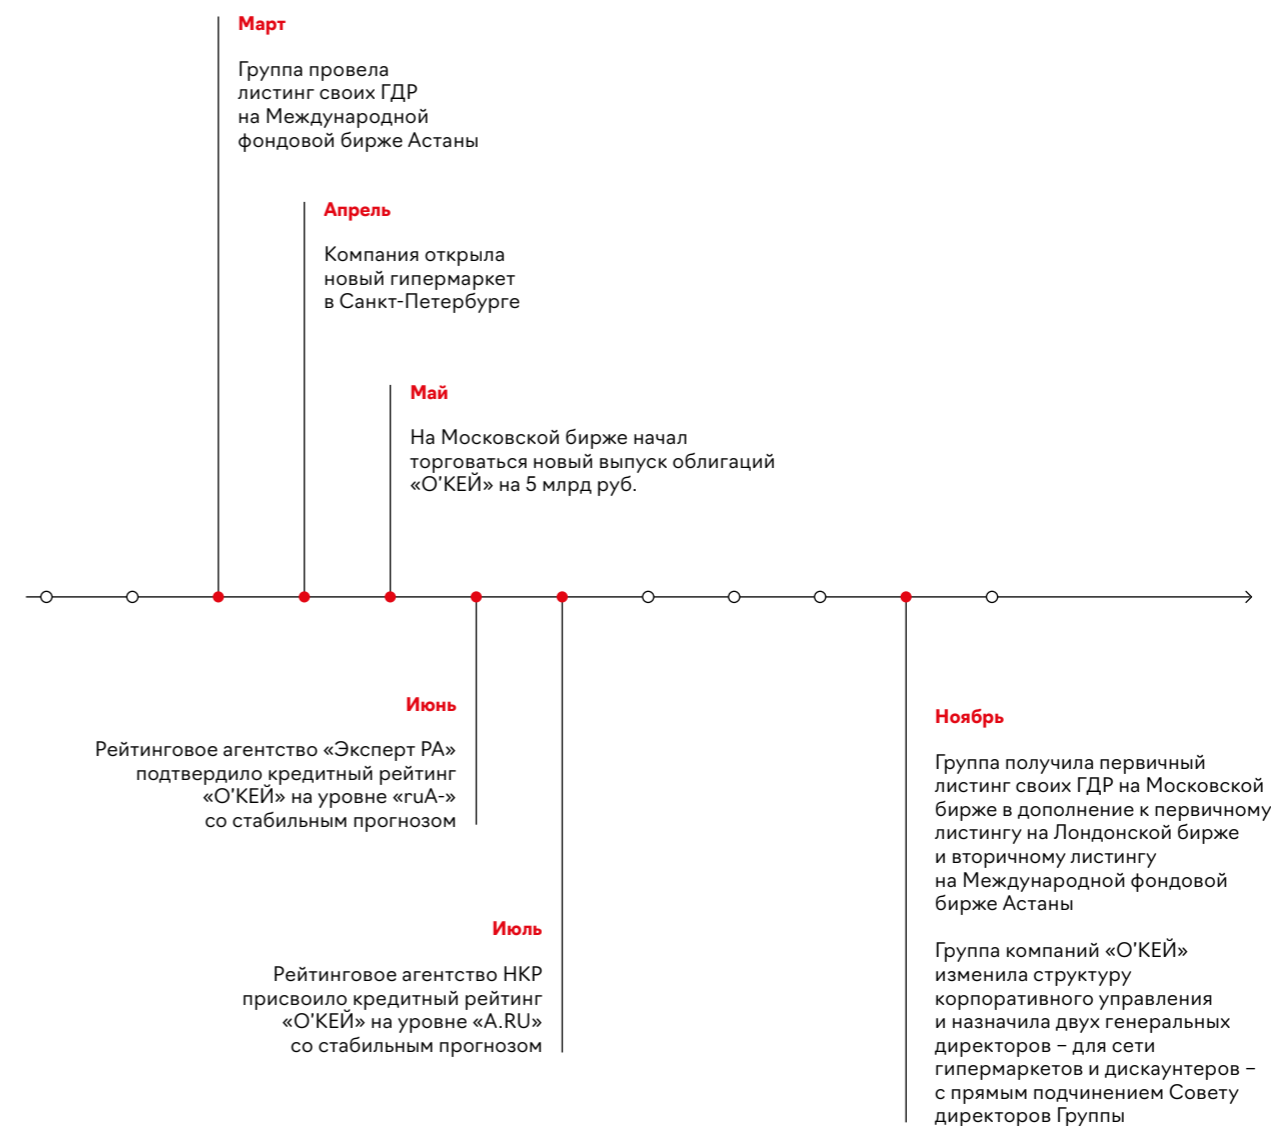 Март
Группа провела
листинг своих ГДР
на Международной
фондовой бирже Астаны
Апрель
Компания открыла
новый гипермаркет
в Санкт-Петербурге
Май
На Московской бирже начал
торговаться новый выпуск облигаций
«О’КЕЙ» на 5 млрд руб.
Июнь
Рейтинговое агентство «Эксперт РА»
подтвердило кредитный рейтинг
«О’КЕЙ» на уровне «ruA-»
со стабильным прогнозом
Июль
Рейтинговое агентство НКР
присвоило кредитный рейтинг
«О’КЕЙ» на уровне «A.RU»
со стабильным прогнозом
Ноябрь
Группа получила первичный
листинг своих ГДР на Московской
бирже в дополнение к первичному
листингу на Лондонской бирже
и вторичному листингу
на Международной фондовой
бирже Астаны
Группа компаний «О’КЕЙ»
изменила структуру
корпоративного управления
и назначила двух генеральных
директоров – для сети
гипермаркетов и дискаунтеров –
с прямым подчинением Совету
директоров Группы